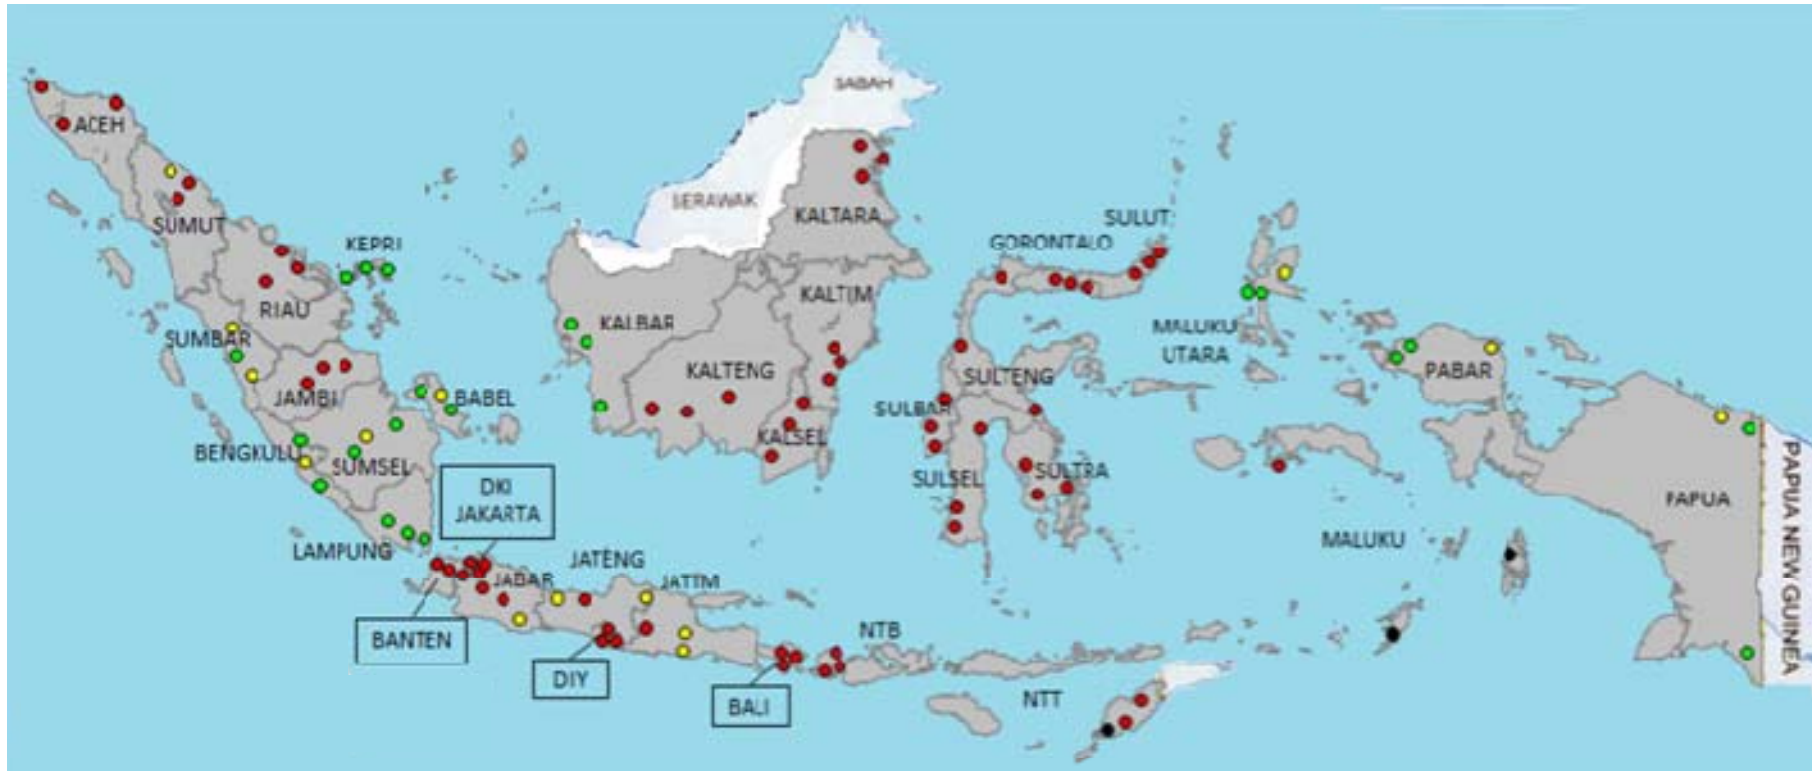 SABAH
ACEH
SERAWAK
KALTARA
SUMUT
KEPRI
SULUT
GORONTALO
RIAU
KALTIM
KALBAR
SUMBAR
MALUKU
UTARA
KALTENG
SULTENG
PABAR
JAMBI
BABEL
SULBAR
KALSEL
BENGKULU
SUMSEL
SULSEL
SULTRA
DKI
JAKARTA
PAPUA
PAPUA NEW GUINEA
LAMPUNG
MALUKU
JATENG
JABAR
JATIM
BANTEN
NTB
DIY
BALI
NTT